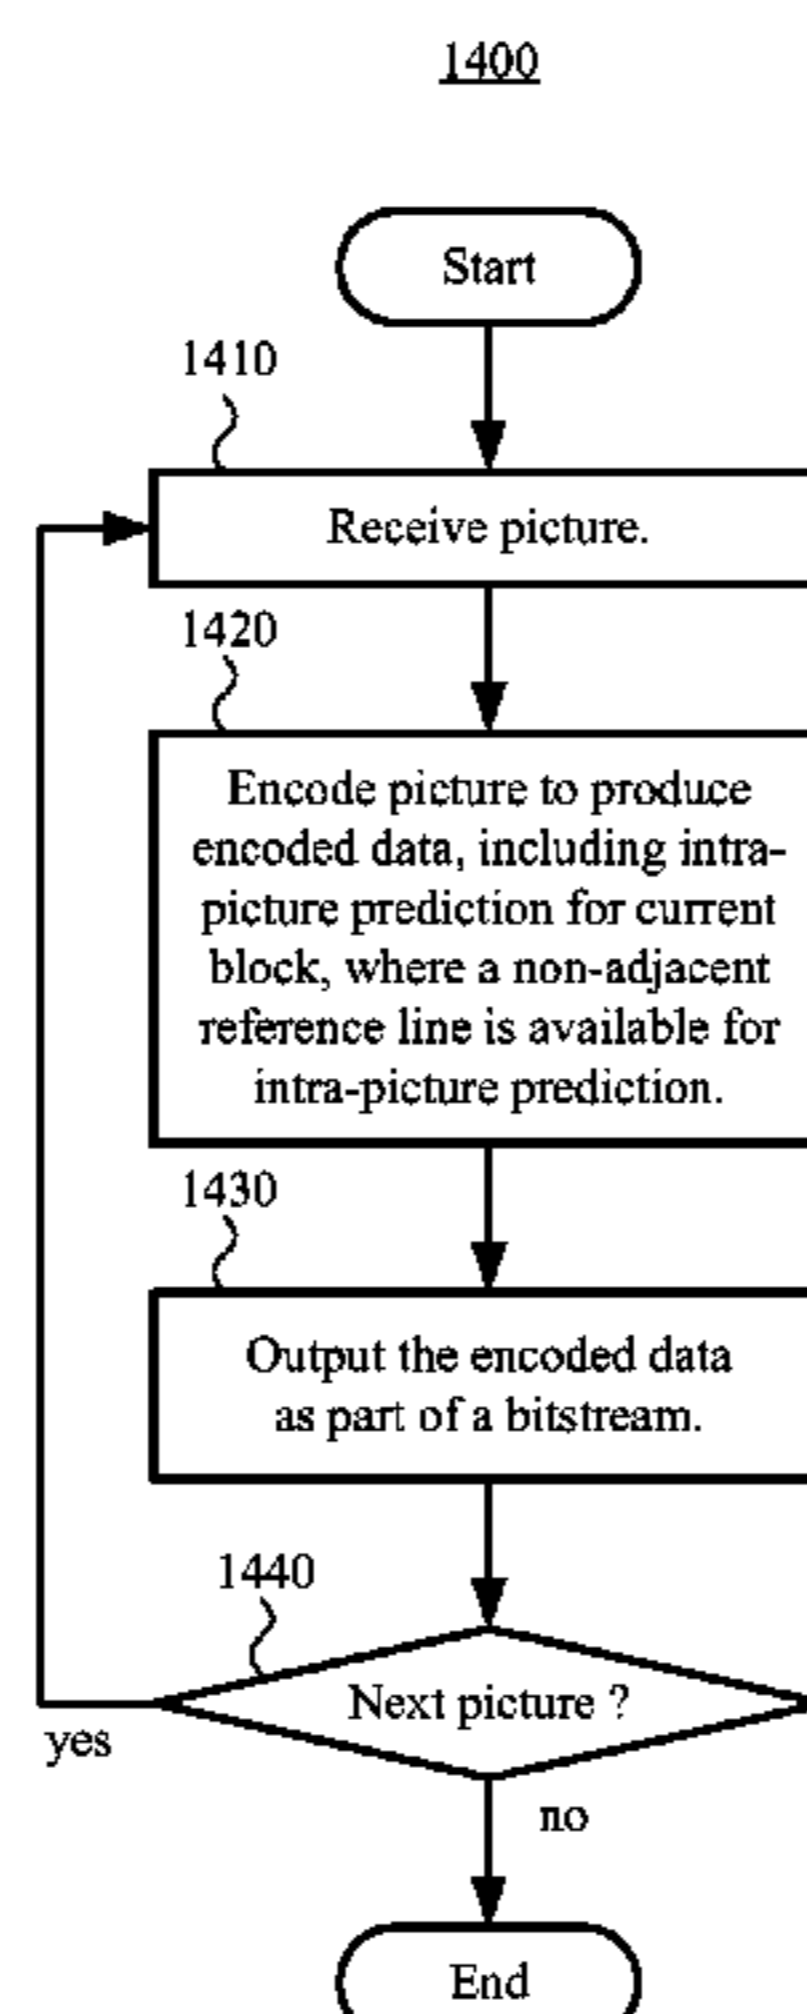 1400
Start
1410
Receive picture.
1420
Encode picture to produce
encoded data, including intra-
picture prediction for current
block, where a non-adjacent
reference line is available for
intra-picture prediction.
1430
Output the encoded data
as part of a bitstream.
1440
Next picture ?
yes
no
End